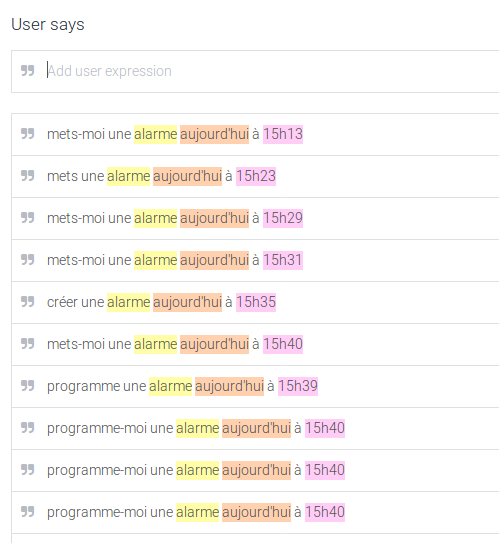 User says
Add user expression
mets-moi une alarme aujourd'hui à 15h13
mets une alarme aujourd'hui à 15h23
mets-moi une alarme aujourd'hui à 15h29
mets-moi une alarme aujourd'hui à 15h31
créer une alarme aujourd'hui à 15h35
mets-moi une alarme aujourd'hui à 15h40
programme une alarme aujourd'hui à 15h39
programme-moi une alarme aujourd'hui à 15h40
programme-moi une alarme aujourd'hui à 15h40
programme-moi une alarme aujourd'hui à 15h40